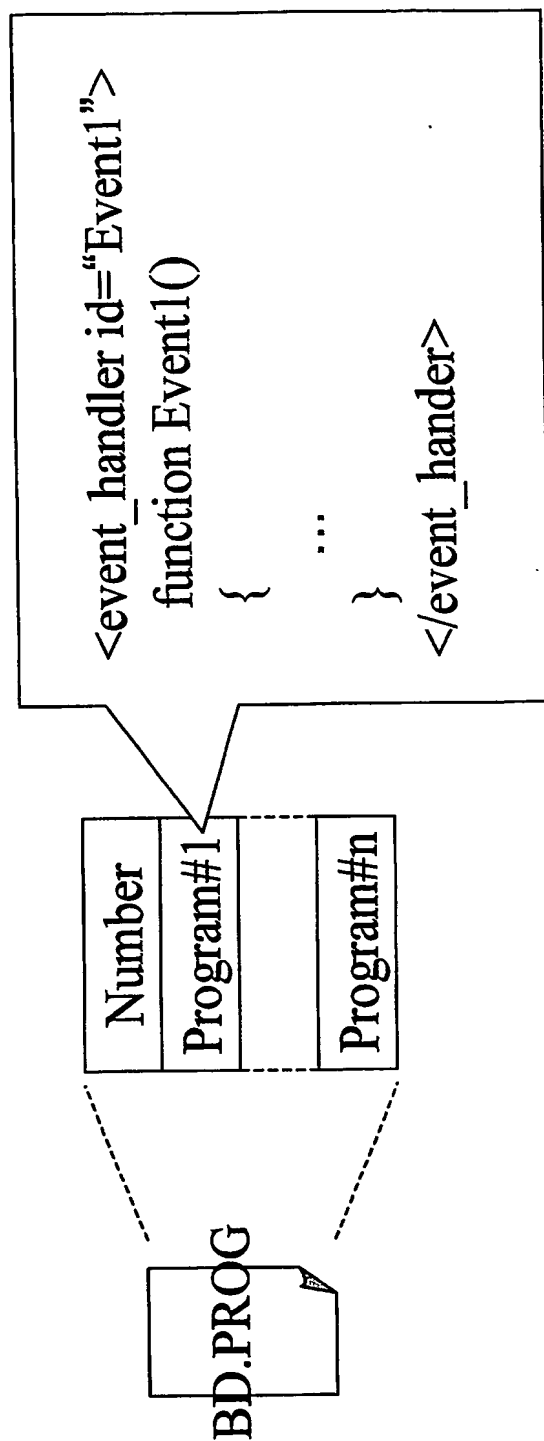 BD.PROG
Number
Program#1
Program#n
<event_handler id=“Event1”>
function Event1()
{
...
}
</event_hander>